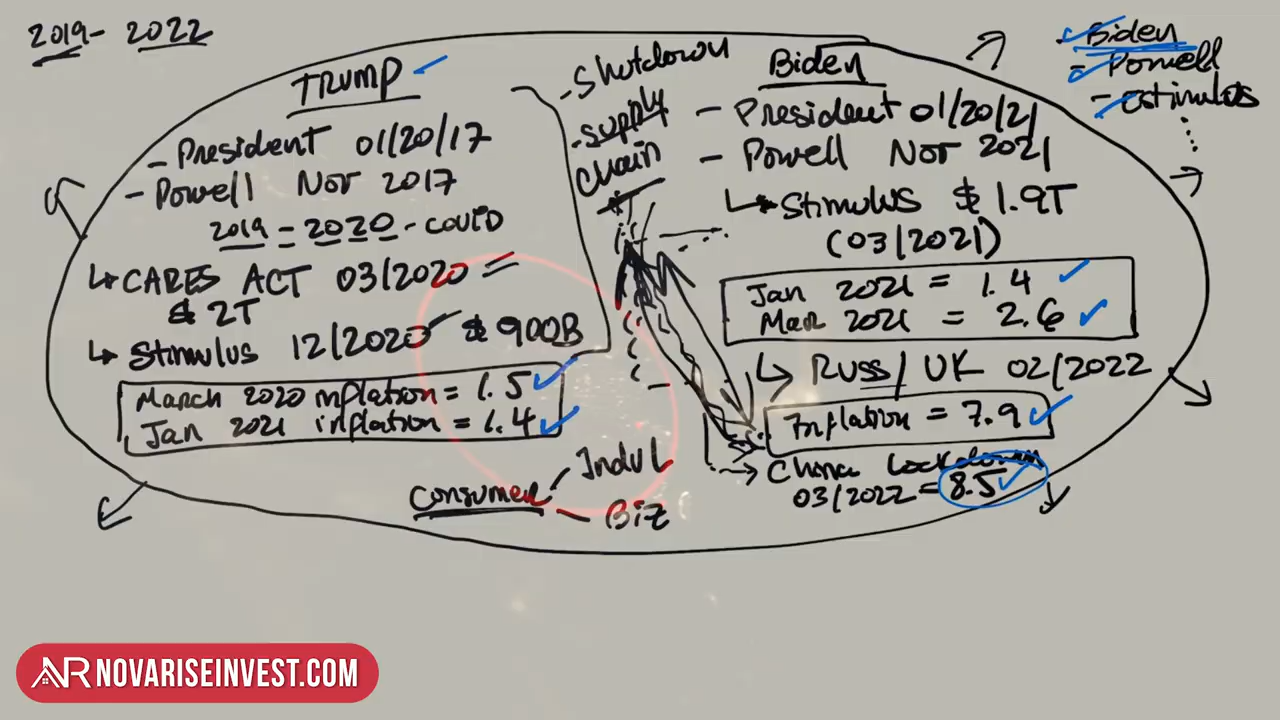 2019 - 2022
TRUMP
- President 01/20/17
- Powell Nov 2017
2019 - 2020 - COVID
↳ CARES ACT 03/2020
$ 2T
↳ Stimulus 12/2020 $ 900B
March 2020 inflation = 1.5
Jan 2021 inflation = 1.4
- Shutdown
- supply
chain
Biden
- President 01/20/21
- Powell Nov 2021
↳ Stimulus $ 1.9T
(03/2021)
Jan 2021 = 1.4
Mar 2021 = 2.6
↳ Russ/UK 02/2022
Inflation = 7.9
China Lockdown
03/2022 = 8.5
Consumer
Biz
- Biden
- Powell
- Stimulus
NR NOVARISEINVEST.COM